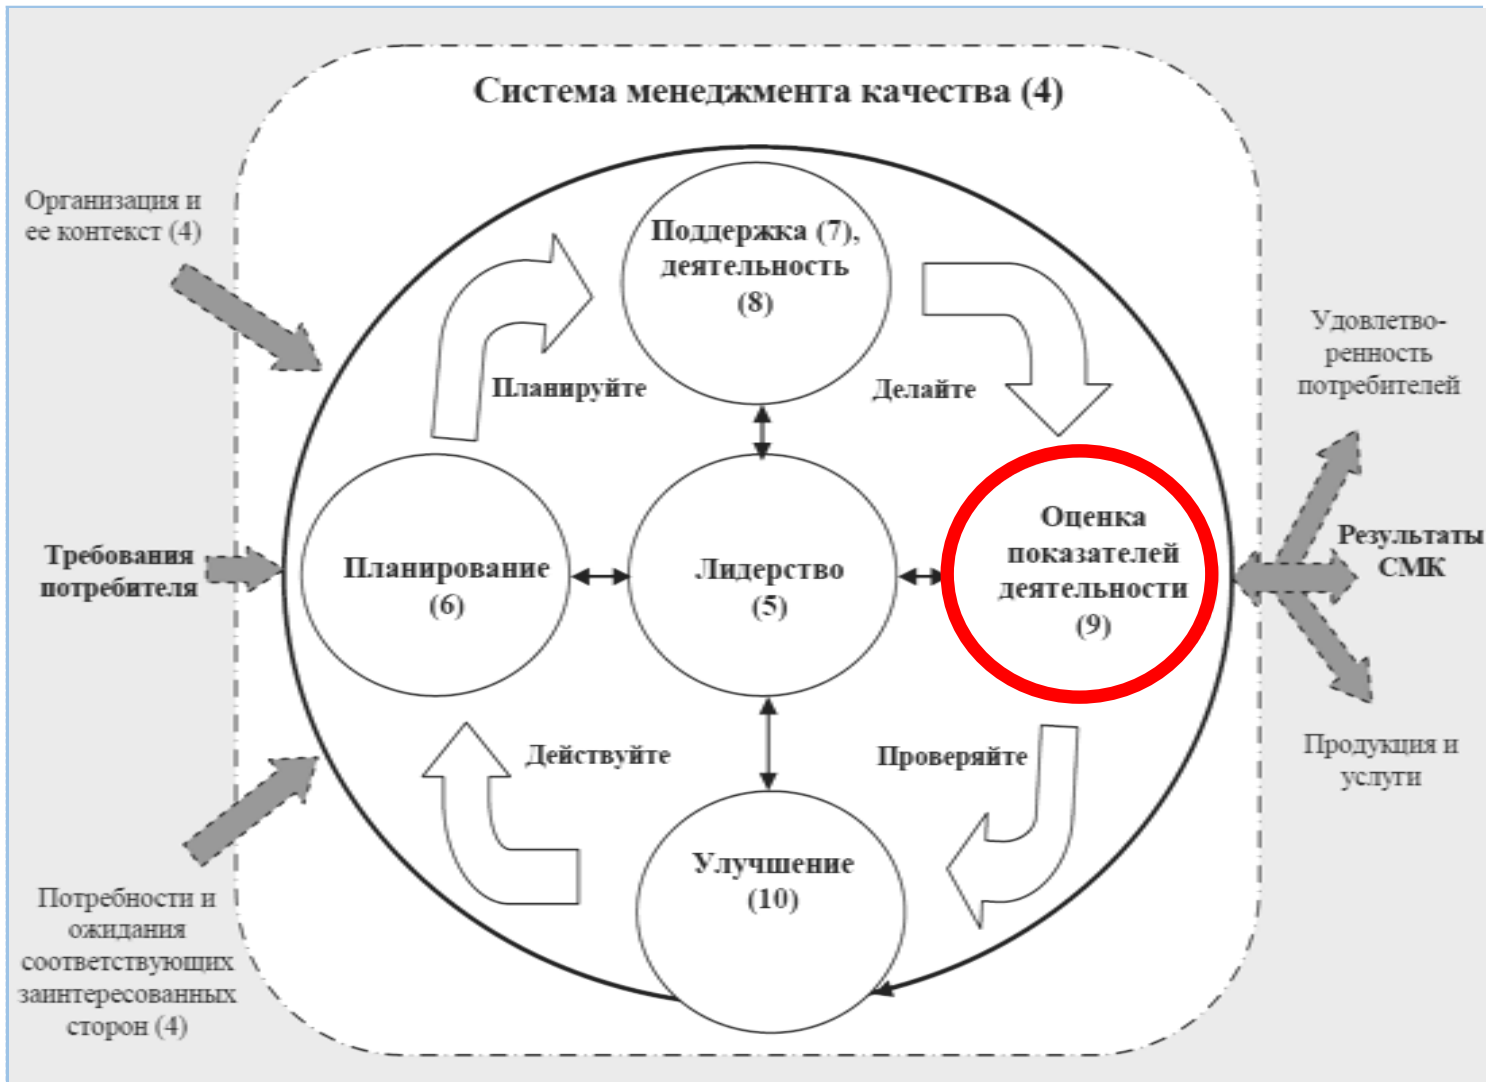 Система менеджмента качества (4)
Организация и
ее контекст (4)
Поддержка (7),
деятельность
(8)
Удовлетво-
ренность
потребителей
Планируйте
Делайте
Требования
потребителя
Планирование
(6)
Лидерство
(5)
Оценка
показателей
деятельности
(9)
Результаты
СМК
Действуйте
Проверяйте
Продукция и
услуги
Улучшение
(10)
Потребности и
ожидания
соответствующих
заинтересованных
сторон (4)